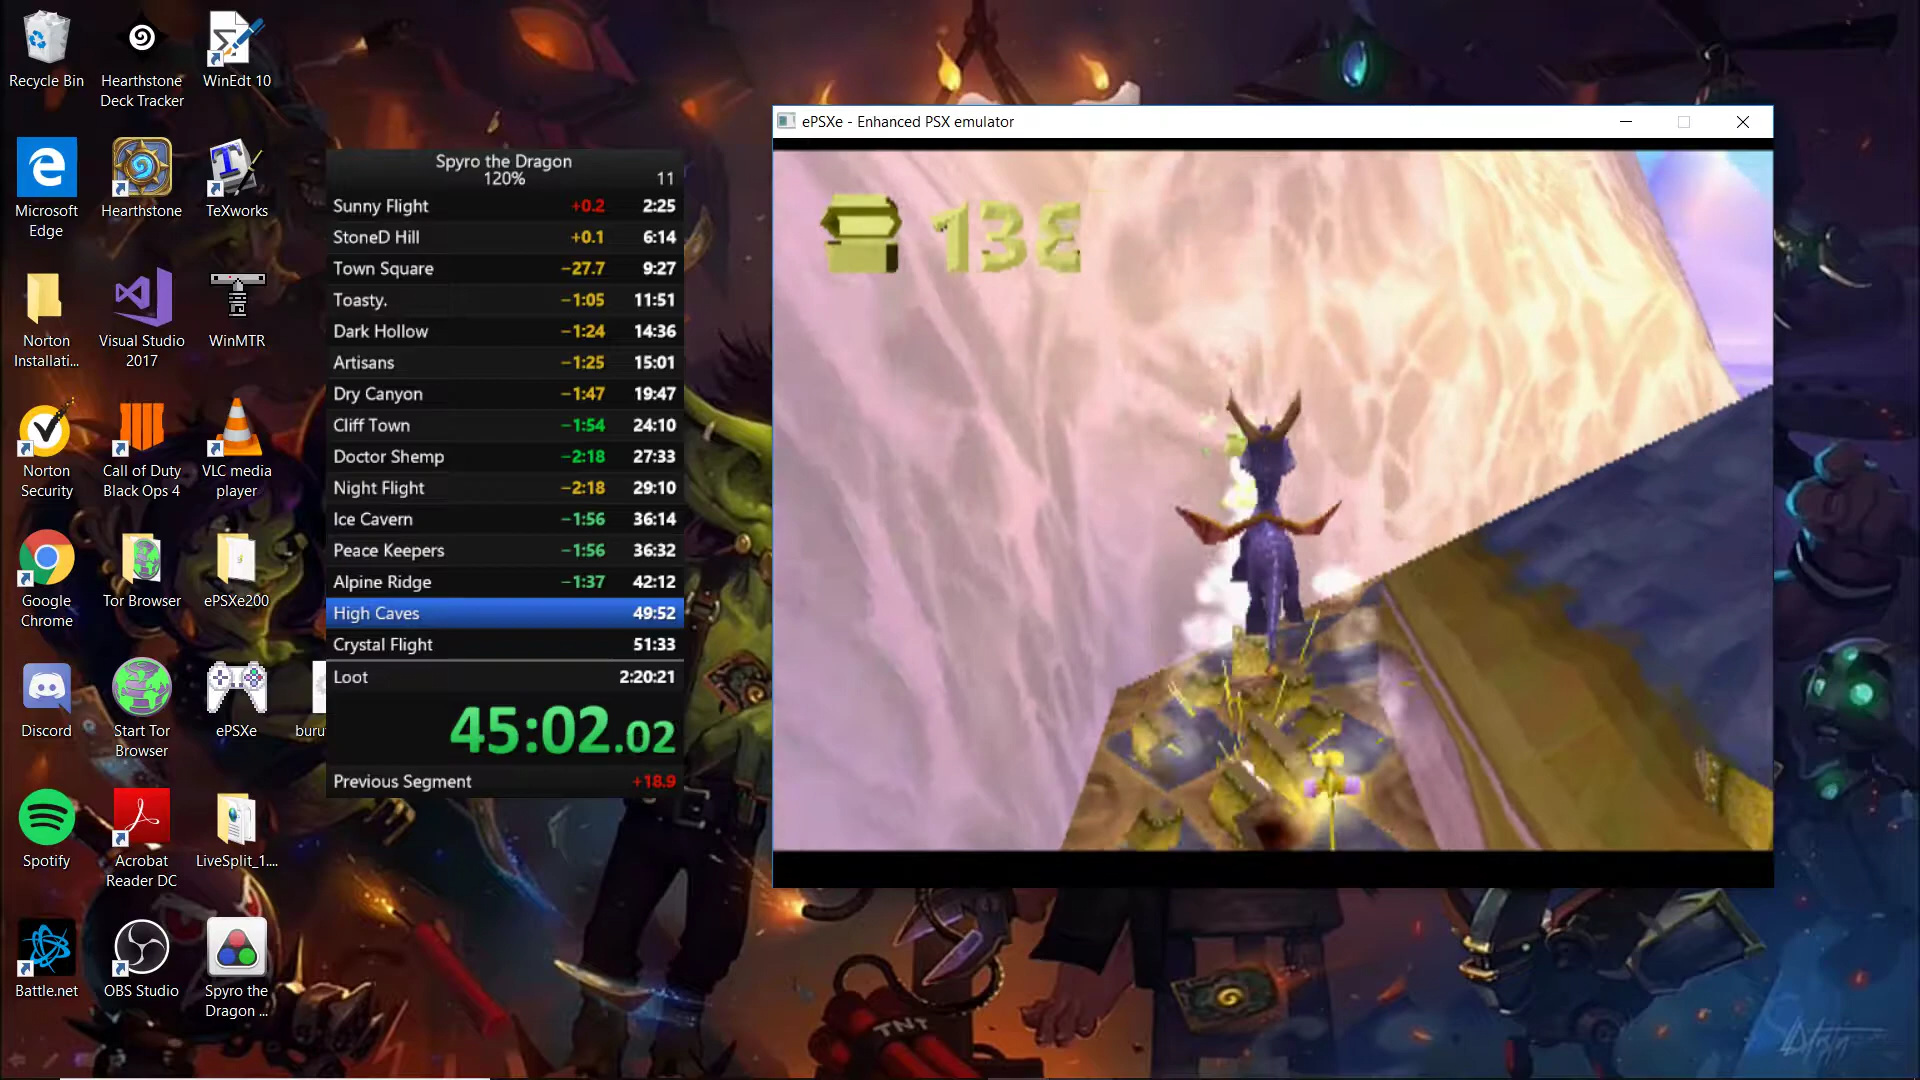 Recycle Bin
Hearthstone
Deck Tracker
WinEdt 10
Microsoft
Edge
Hearthstone
TeXworks
Norton
Installati...
Visual Studio
2017
WinMTR
Norton
Security
Call of Duty
Black Ops 4
VLC media
player
Google
Chrome
Tor Browser
ePSXe200
Discord
Start Tor
Browser
ePSXe
buru
Spotify
Acrobat
Reader DC
LiveSplit_1....
Battle.net
OBS Studio
Spyro the
Dragon ...
Spyro the Dragon
120% 11
Sunny Flight +0.2 2:25
StoneD Hill +0.1 6:14
Town Square −27.7 9:27
Toasty. −1:05 11:51
Dark Hollow −1:24 14:36
Artisans −1:25 15:01
Dry Canyon −1:47 19:47
Cliff Town −1:54 24:10
Doctor Shemp −2:18 27:33
Night Flight −2:18 29:10
Ice Cavern −1:56 36:14
Peace Keepers −1:56 36:32
Alpine Ridge −1:37 42:12
High Caves 49:52
Crystal Flight 51:33
Loot 2:20:21
45:02.02
Previous Segment +18.9
ePSXe - Enhanced PSX emulator
TNT